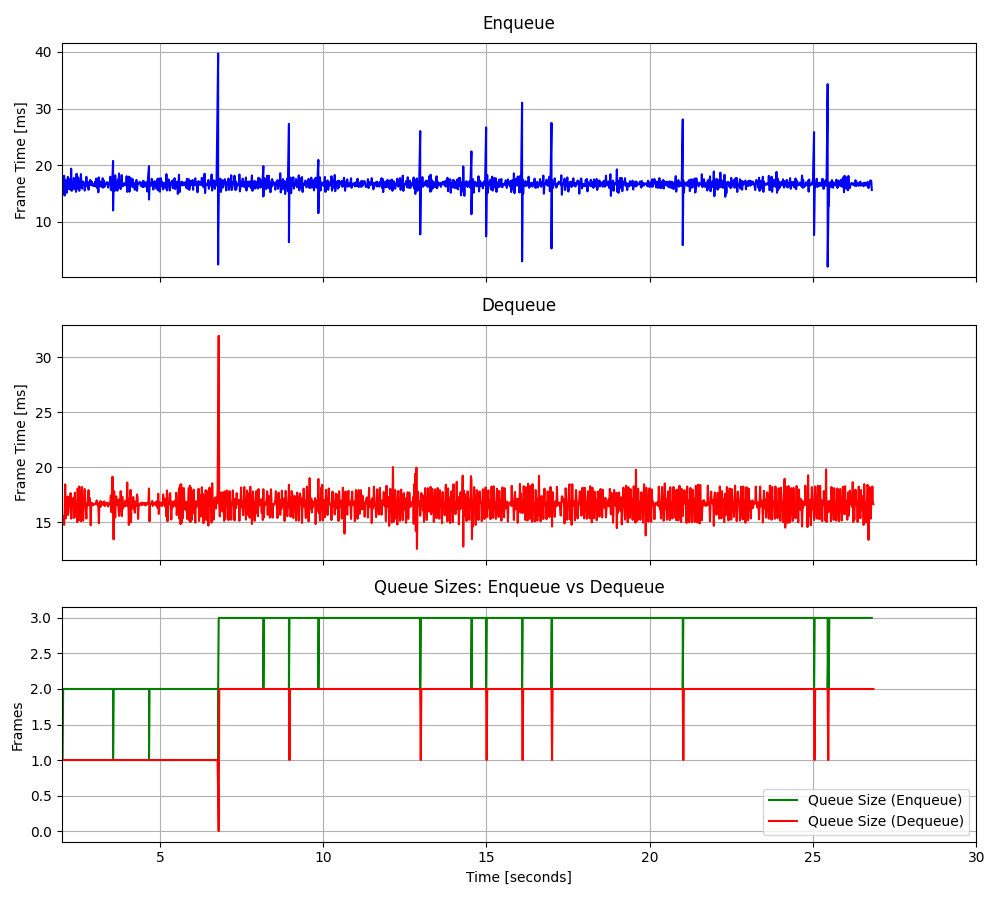 Enqueue
Frame Time [ms]
40
30
20
10
Dequeue
Frame Time [ms]
30
25
20
15
Queue Sizes: Enqueue vs Dequeue
Frames
3.0
2.5
2.0
1.5
1.0
0.5
0.0
Queue Size (Enqueue)
Queue Size (Dequeue)
5 10 15 20 25 30
Time [seconds]